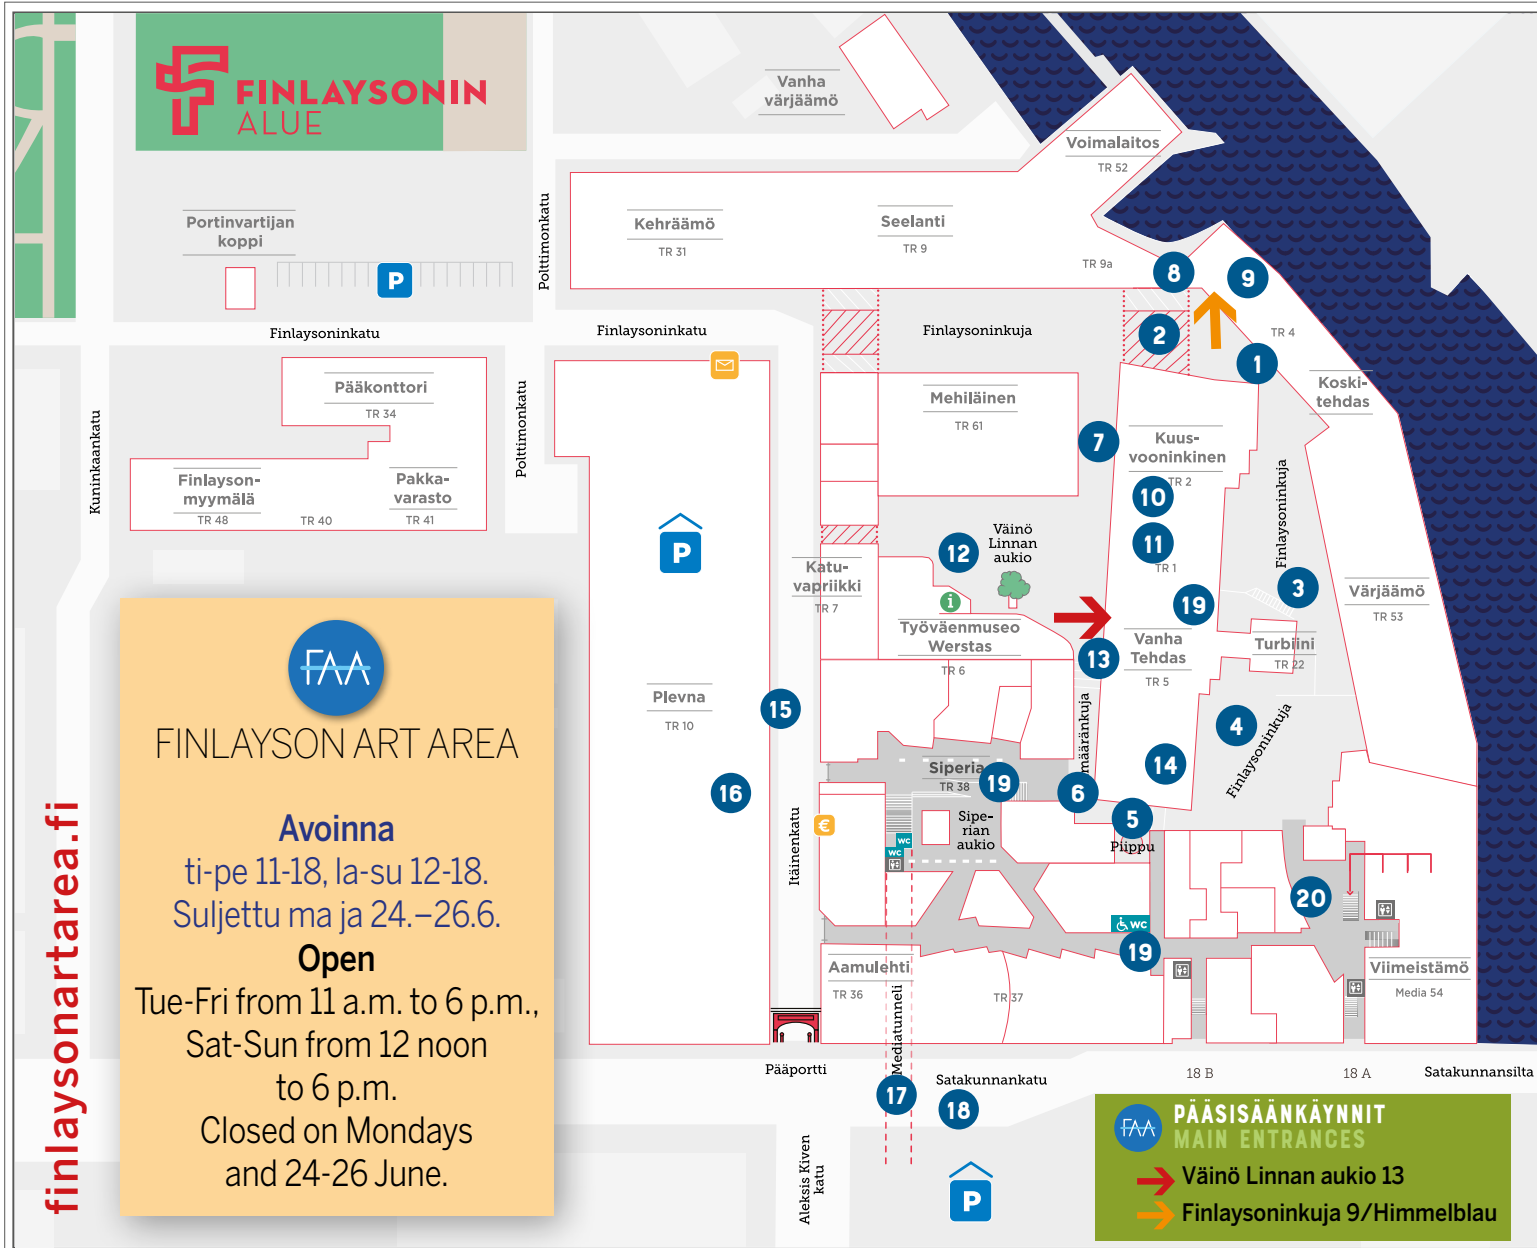 FINLAYSONIN
ALUE
Vanha
värjäämö
Voimalaitos
TR 52
Portinvartijan
koppi
P
Polttimonkatu
Kehräämö
TR 31
Seelanti
TR 9
TR 9a
8
9
Finlaysoninkatu
Finlaysoninkatu
Finlaysoninkuja
2
TR 4
1
Koski-
tehdas
Kuninkaankatu
Pääkonttori
TR 34
Polttimonkatu
Mehiläinen
TR 61
7
Kuus-
vooninkinen
TR 2
10
Finlayson-
myymälä
TR 48
TR 40
Pakka-
varasto
TR 41
P
Väinö
Linnan
aukio
12
11
TR 1
Finlaysoninkuja
3
19
Katu-
vapriikki
TR 7
i
Työväenmuseo
Werstas
TR 6
13
Vanha
Tehdas
TR 5
Turbiini
TR 22
Värjäämö
TR 53
Plevna
TR 10
15
16
Itäinenkatu
€
Siperia
TR 38
19
Sipe-
rian
aukio
määränkuja
6
14
4
Finlaysoninkuja
5
Piippu
WC
WC
WC
19
20
Aamulehti
TR 36
TR 37
Mediatunneli
Viimeistämö
Media 54
Pääportti
Satakunnankatu
18 B
18 A
Satakunnansilta
17
18
Aleksis Kiven
katu
P
finlaysonartarea.fi
FAA
FINLAYSON ART AREA
Avoinna
ti-pe 11-18, la-su 12-18.
Suljettu ma ja 24.–26.6.
Open
Tue-Fri from 11 a.m. to 6 p.m.,
Sat-Sun from 12 noon
to 6 p.m.
Closed on Mondays
and 24-26 June.
FAA
PÄÄSISÄÄNKÄYNNIT
MAIN ENTRANCES
Väinö Linnan aukio 13
Finlaysoninkuja 9/Himmelblau